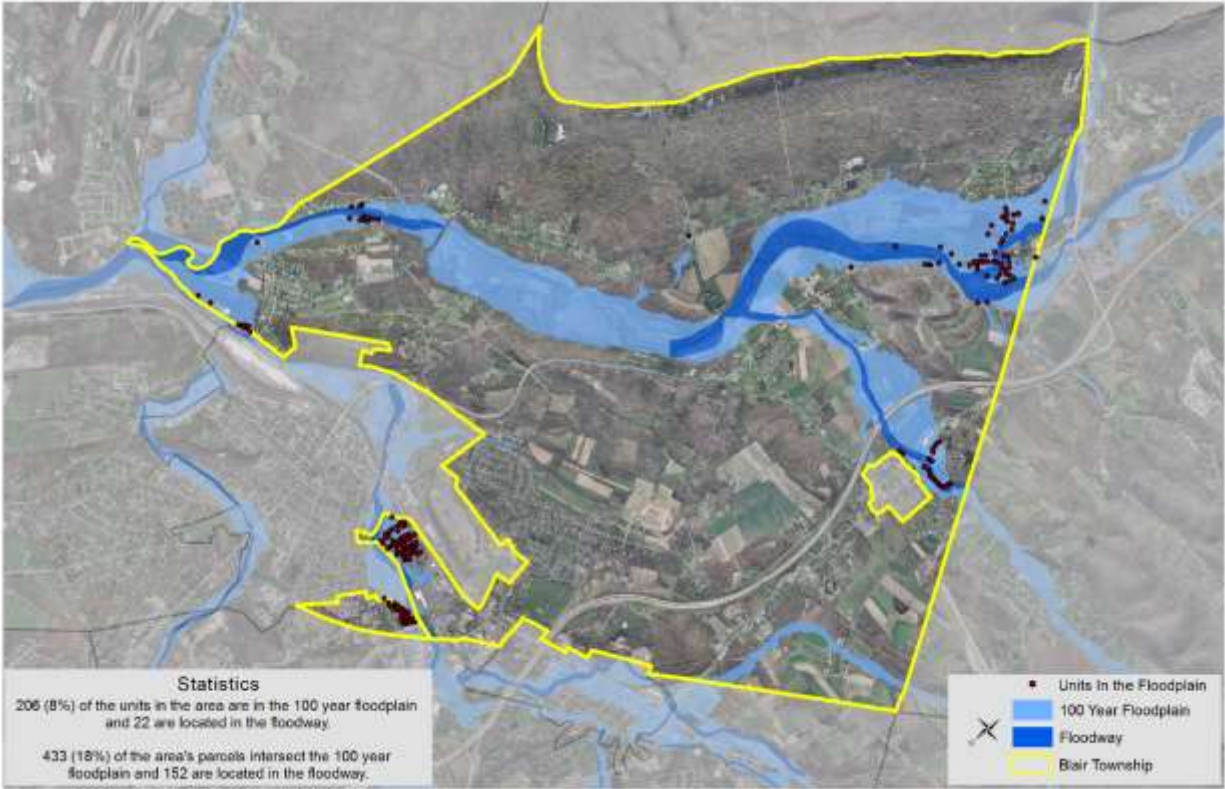 Statistics
206 (8%) of the units in the area are in the 100 year floodplain
and 22 are located in the floodway.
433 (18%) of the area's parcels intersect the 100 year
floodplain and 152 are located in the floodway.
Units In the Floodplain
100 Year Floodplain
Floodway
Blair Township